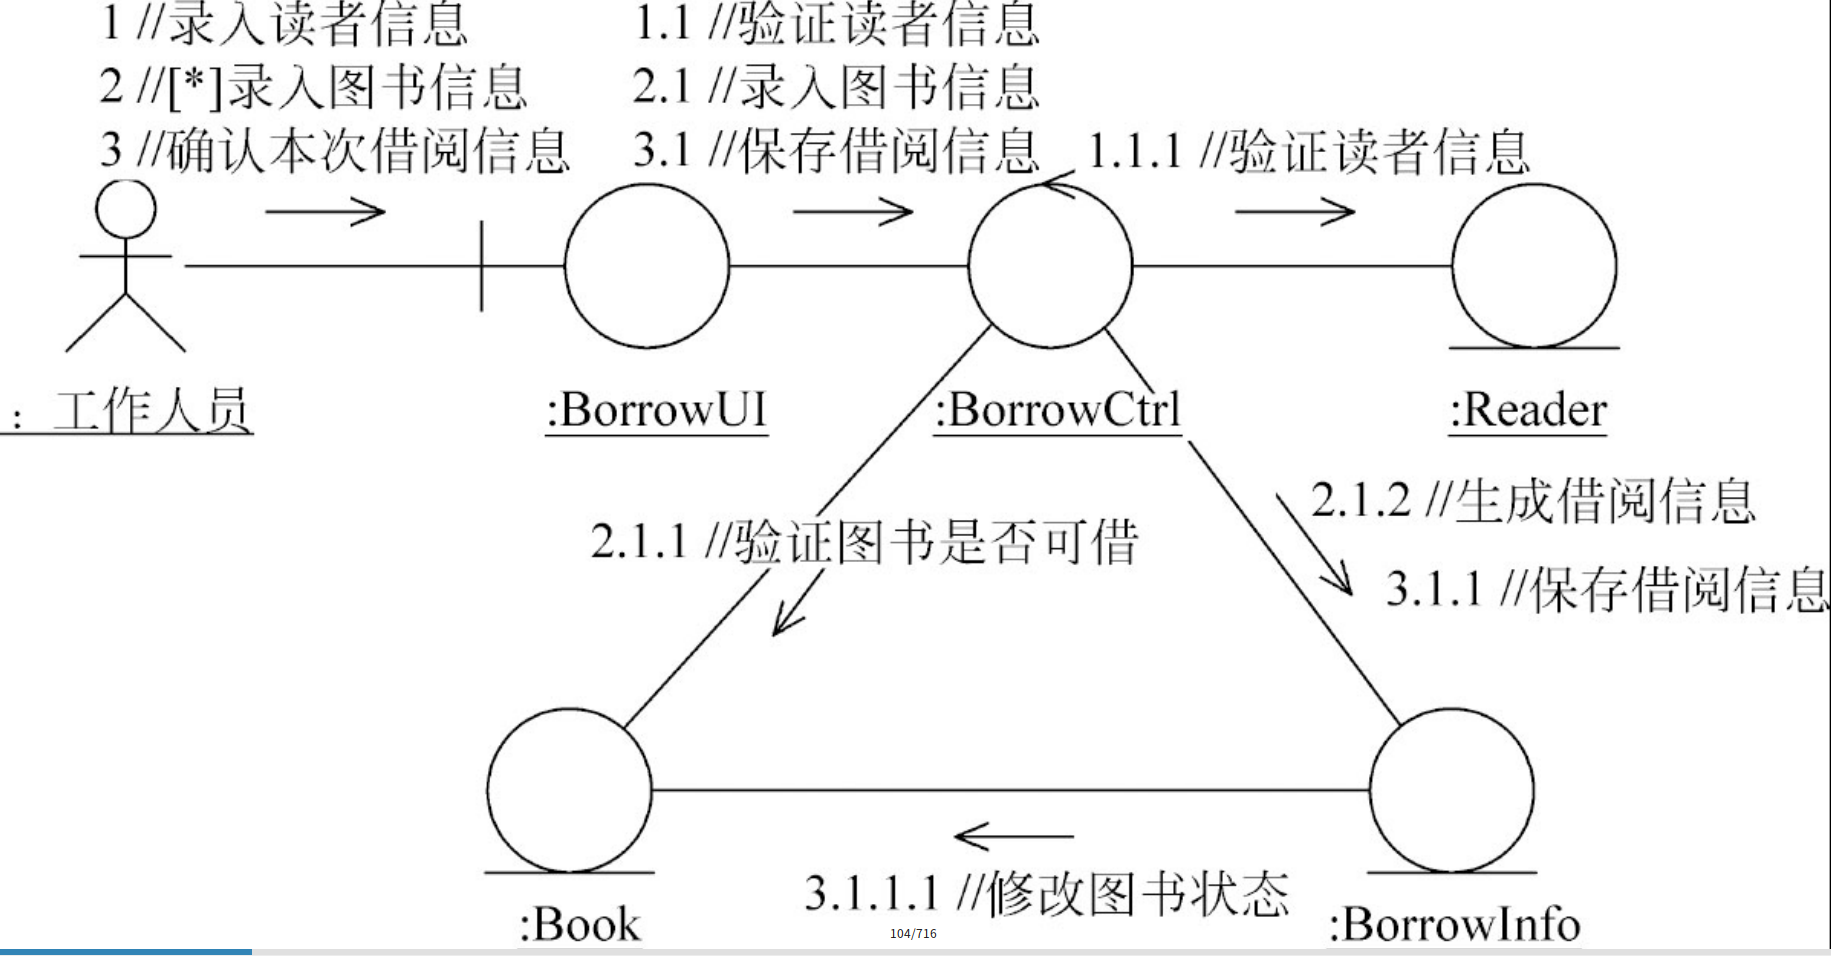 1 //录入读者信息
2 //[*]录入图书信息
3 //确认本次借阅信息
1.1 //验证读者信息
2.1 //录入图书信息
3.1 //保存借阅信息
1.1.1 //验证读者信息
：工作人员
:BorrowUI
:BorrowCtrl
:Reader
2.1.1 //验证图书是否可借
2.1.2 //生成借阅信息
3.1.1 //保存借阅信息
3.1.1.1 //修改图书状态
:Book
:BorrowInfo
104/716